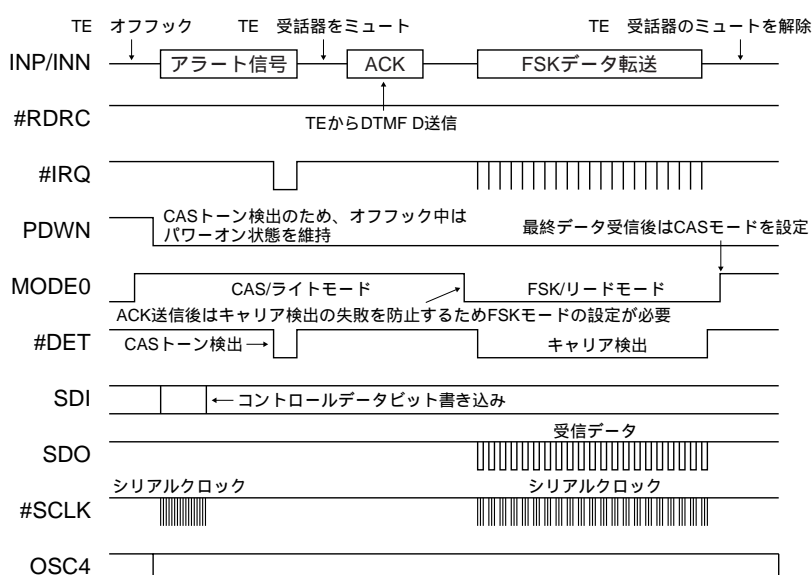 TE オフフック TE 受話器をミュート TE 受話器のミュートを解除
INP/INN アラート信号 ACK FSKデータ転送
#RDRC
TEからDTMF D送信
#IRQ
PDWN CASトーン検出のため、オフフック中は
パワーオン状態を維持
最終データ受信後はCASモードを設定
MODE0 CAS/ライトモード FSK/リードモード
ACK送信後はキャリア検出の失敗を防止するためFSKモードの設定が必要
#DET CASトーン検出 キャリア検出
SDI コントロールデータビット書き込み
受信データ
SDO
シリアルクロック シリアルクロック
#SCLK
OSC4